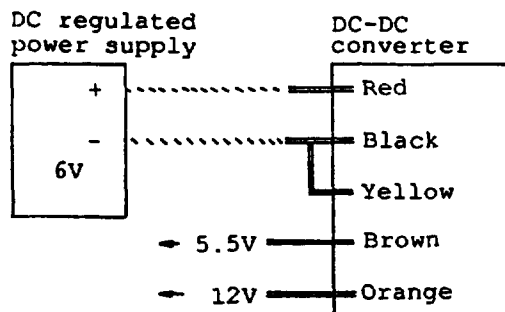 DC regulated
power supply
DC-DC
converter
+
Red
-
Black
6V
Yellow
5.5V
Brown
12V
Orange